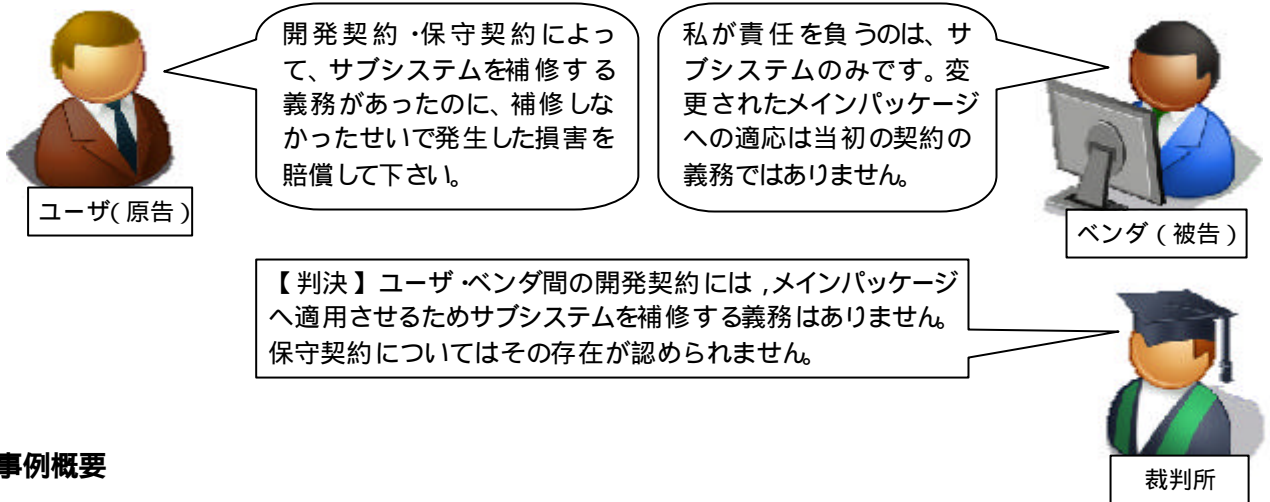 開発契約・保守契約によっ
て、サブシステムを補修する
義務があったのに、補修しな
かったせいで発生した損害を
賠償して下さい。
私が責任を負うのは、サ
ブシステムのみです。変
更されたメインパッケージ
への適応は当初の契約の
義務ではありません。
ユーザ(原告)
ベンダ(被告)
【判決】ユーザ・ベンダ間の開発契約には,メインパッケージ
へ適用させるためサブシステムを補修する義務はありません。
保守契約についてはその存在が認められません。
裁判所
事例概要